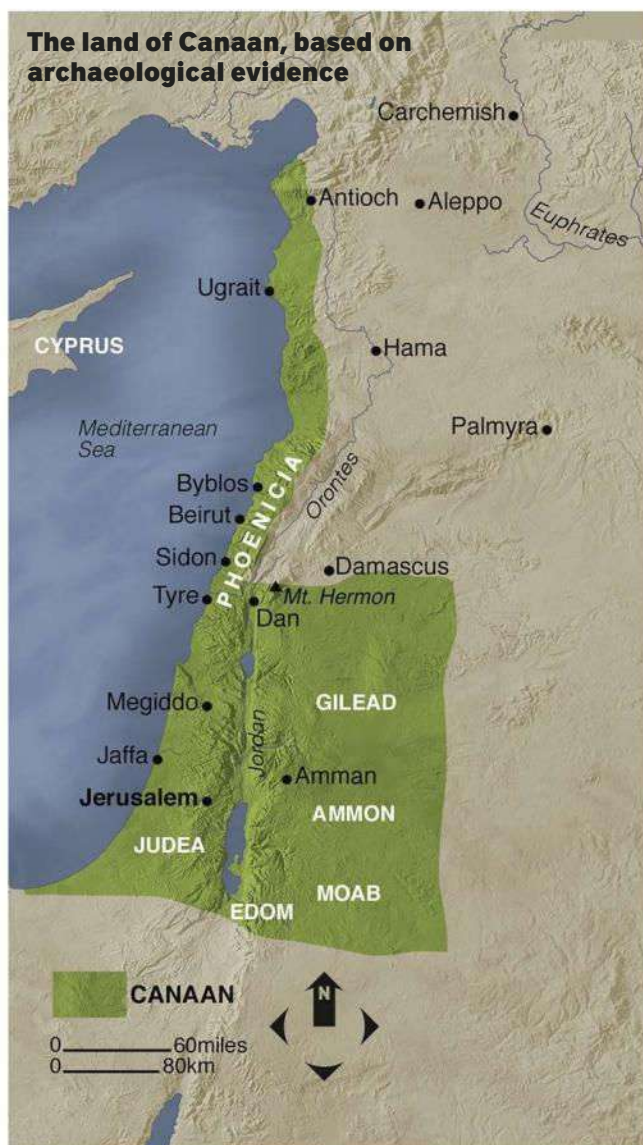 The land of Canaan, based on
archaeological evidence
Carchemish
Antioch
Aleppo
Euphrates
Ugrait
CYPRUS
Hama
Mediterranean
Sea
Palmyra
Orontes
Byblos
Beirut
PHOENICIA
Sidon
Damascus
Tyre
Mt. Hermon
Dan
Megiddo
GILEAD
Jordan
Jaffa
Amman
Jerusalem
AMMON
JUDEA
MOAB
EDOM
CANAAN
N
0 60miles
0 80km